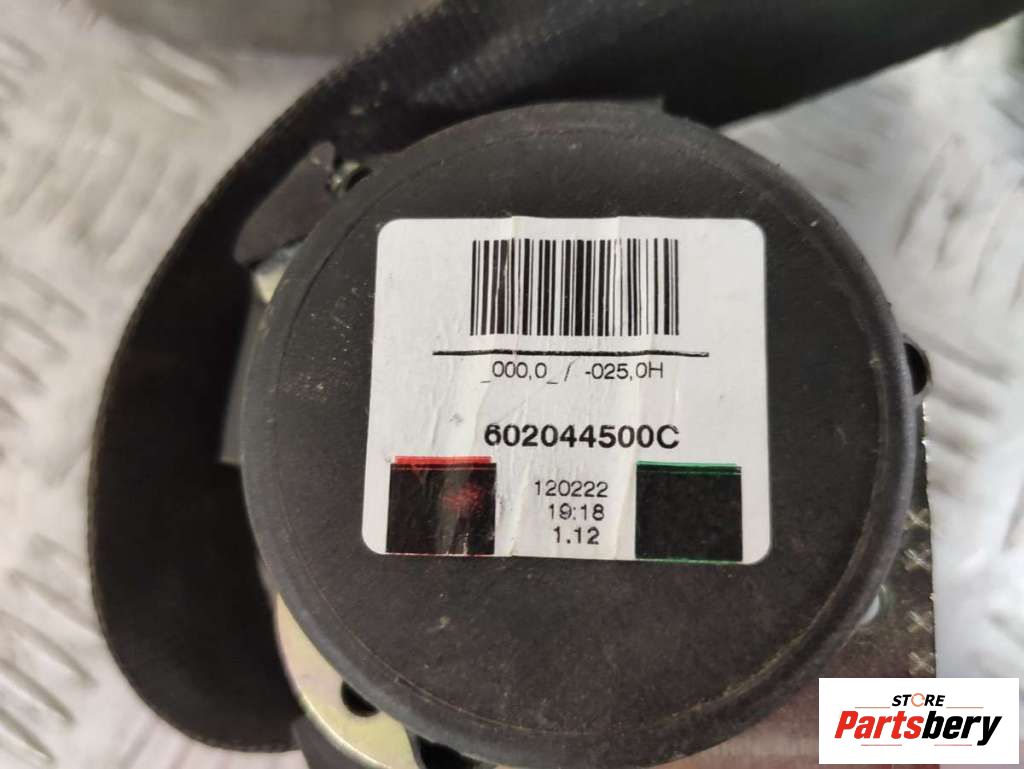 _000,0_/ -025,0H
602044500C
120222
19:18
1.12
STORE
Partsbery